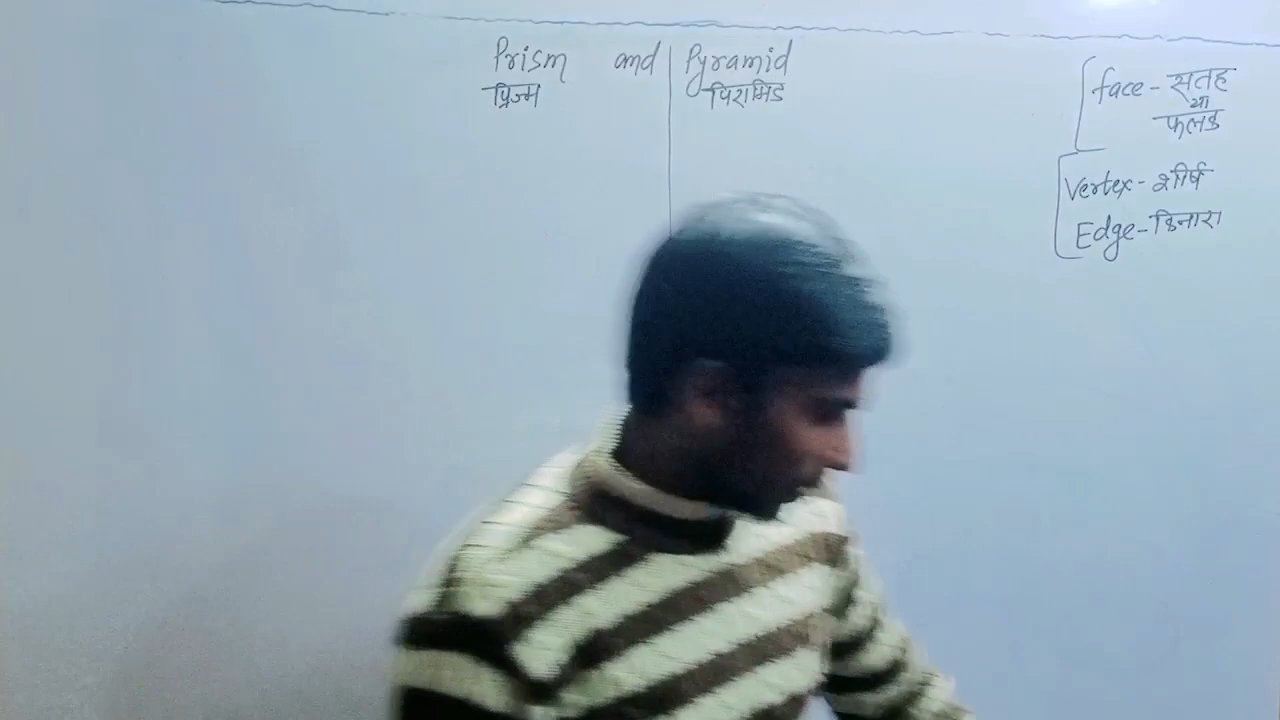 Prism and Pyramid
प्रिज्म पिरामिड
face - सतह
या
फलक
Vertex - शीर्ष
Edge - किनारा